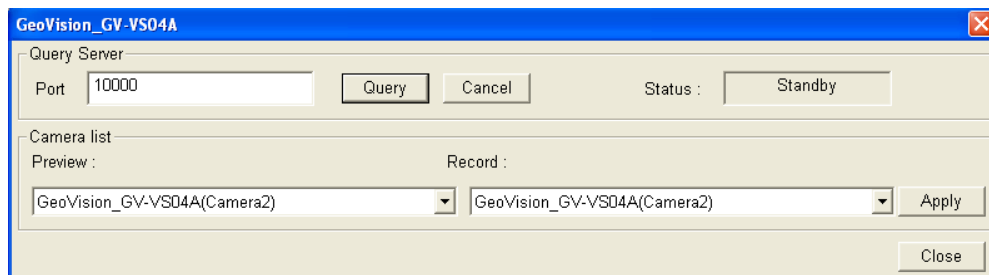 GeoVision_GV-VS04A
Query Server
Port 10000 Query Cancel Status : Standby
Camera list
Preview : Record :
GeoVision_GV-VS04A(Camera2) GeoVision_GV-VS04A(Camera2) Apply
Close